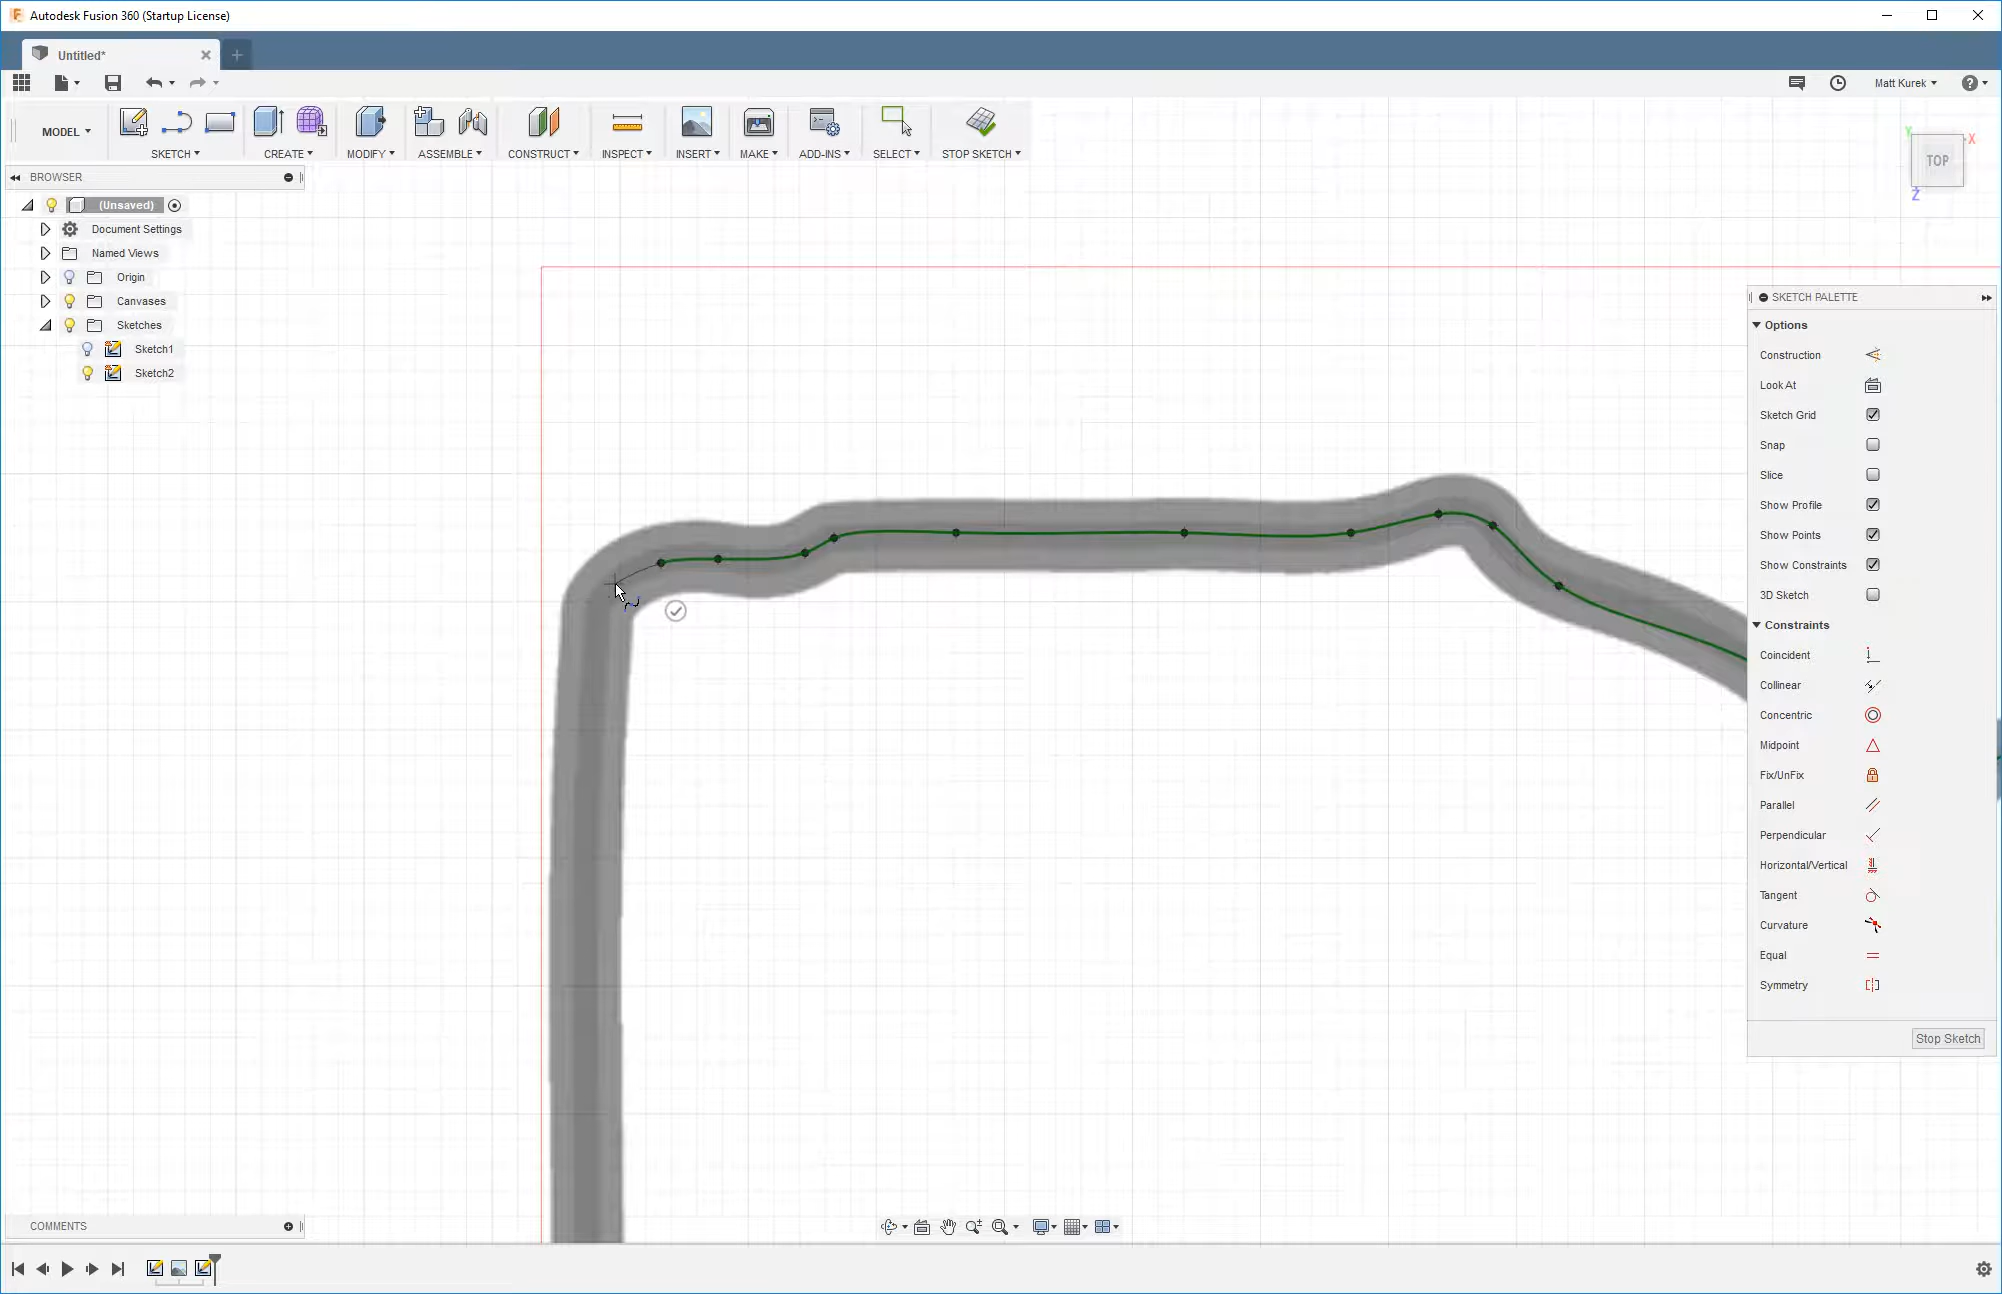 Autodesk Fusion 360 (Startup License)
Untitled*
Matt Kurek
MODEL
SKETCH
CREATE
MODIFY
ASSEMBLE
CONSTRUCT
INSPECT
INSERT
MAKE
ADD-INS
SELECT
STOP SKETCH
Y
X
TOP
Z
BROWSER
(Unsaved)
Document Settings
Named Views
Origin
Canvases
Sketches
Sketch1
Sketch2
SKETCH PALETTE
Options
Construction
Look At
Sketch Grid
Snap
Slice
Show Profile
Show Points
Show Constraints
3D Sketch
Constraints
Coincident
Collinear
Concentric
Midpoint
Fix/UnFix
Parallel
Perpendicular
Horizontal/Vertical
Tangent
Curvature
Equal
Symmetry
Stop Sketch
COMMENTS